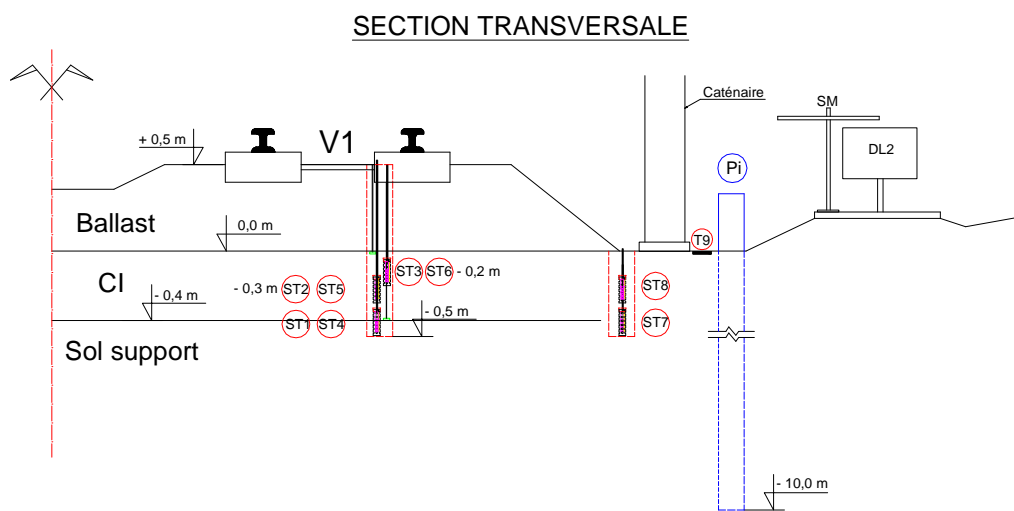 SECTION TRANSVERSALE
Caténaire
SM
+ 0,5 m
V1
DL2
Pi
Ballast
0,0 m
T9
CI
ST3 ST6 - 0,2 m
- 0,3 m ST2 ST5
ST8
- 0,4 m
- 0,5 m
ST1 ST4
ST7
Sol support
- 10,0 m